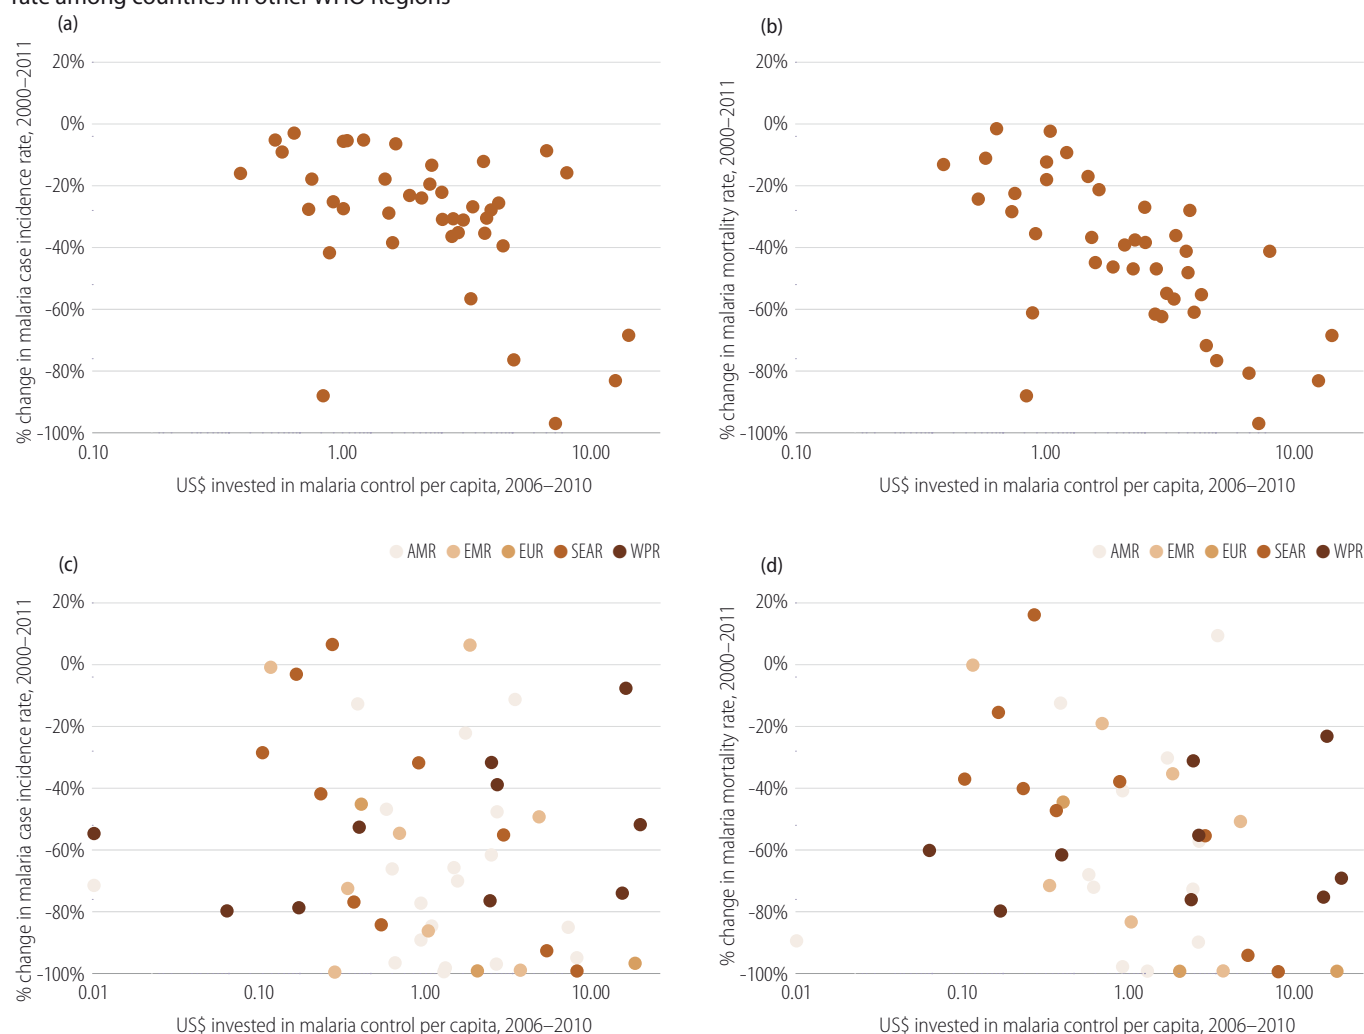 rate among countries in other WHO Regions
(a)
% change in malaria case incidence rate, 2000–2011
20%
0%
-20%
-40%
-60%
-80%
-100%
0.10
1.00
10.00
US$ invested in malaria control per capita, 2006–2010
(b)
% change in malaria mortality rate, 2000–2011
20%
0%
-20%
-40%
-60%
-80%
-100%
0.10
1.00
10.00
US$ invested in malaria control per capita, 2006–2010
AMR EMR EUR SEAR WPR
(c)
% change in malaria case incidence rate, 2000–2011
20%
0%
-20%
-40%
-60%
-80%
-100%
0.01
0.10
1.00
10.00
US$ invested in malaria control per capita, 2006–2010
AMR EMR EUR SEAR WPR
(d)
% change in malaria mortality rate, 2000–2011
20%
0%
-20%
-40%
-60%
-80%
-100%
0.01
0.10
1.00
10.00
US$ invested in malaria control per capita, 2006–2010